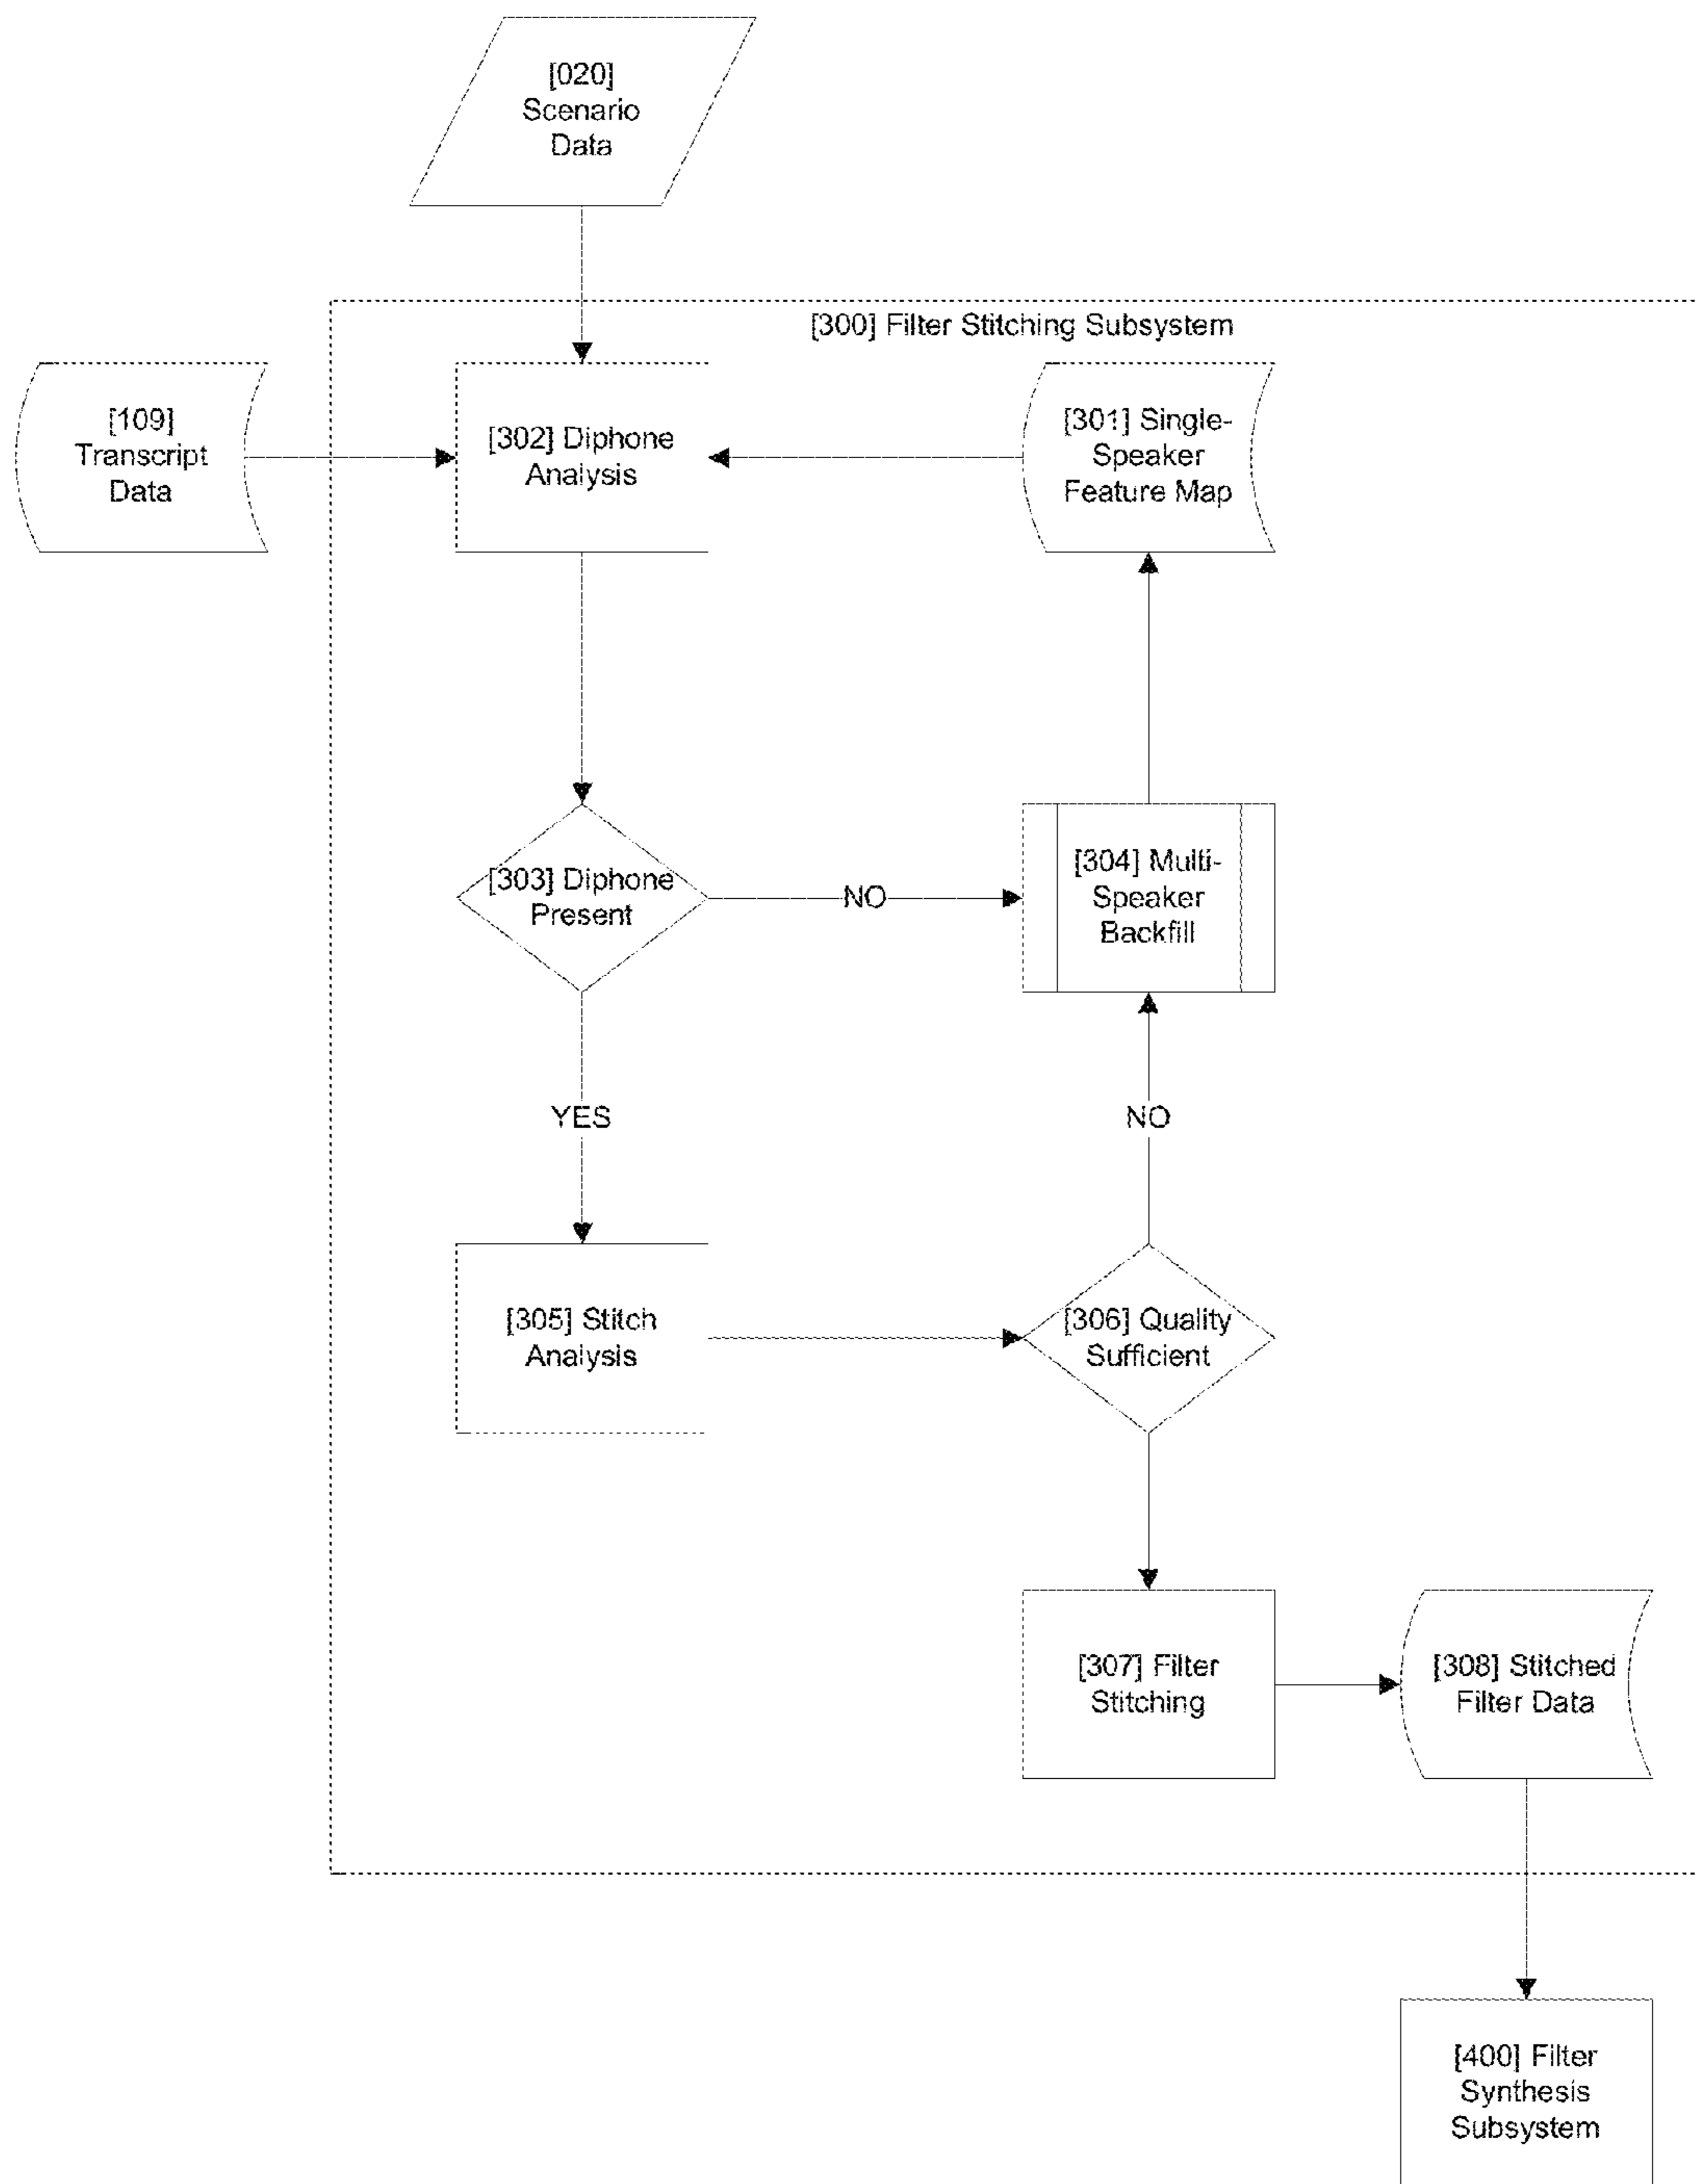 [020]
Scenario
Data
[300] Filter Stitching Subsystem
[109]
Transcript
Data
[302] Diphone
Analysis
[301] Single-
Speaker
Feature Map
[303] Diphone
Present
NO
[304] Multi-
Speaker
Backfill
YES
NO
[305] Stitch
Analysis
[306] Quality
Sufficient
[307] Filter
Stitching
[308] Stitched
Filter Data
[400] Filter
Synthesis
Subsystem